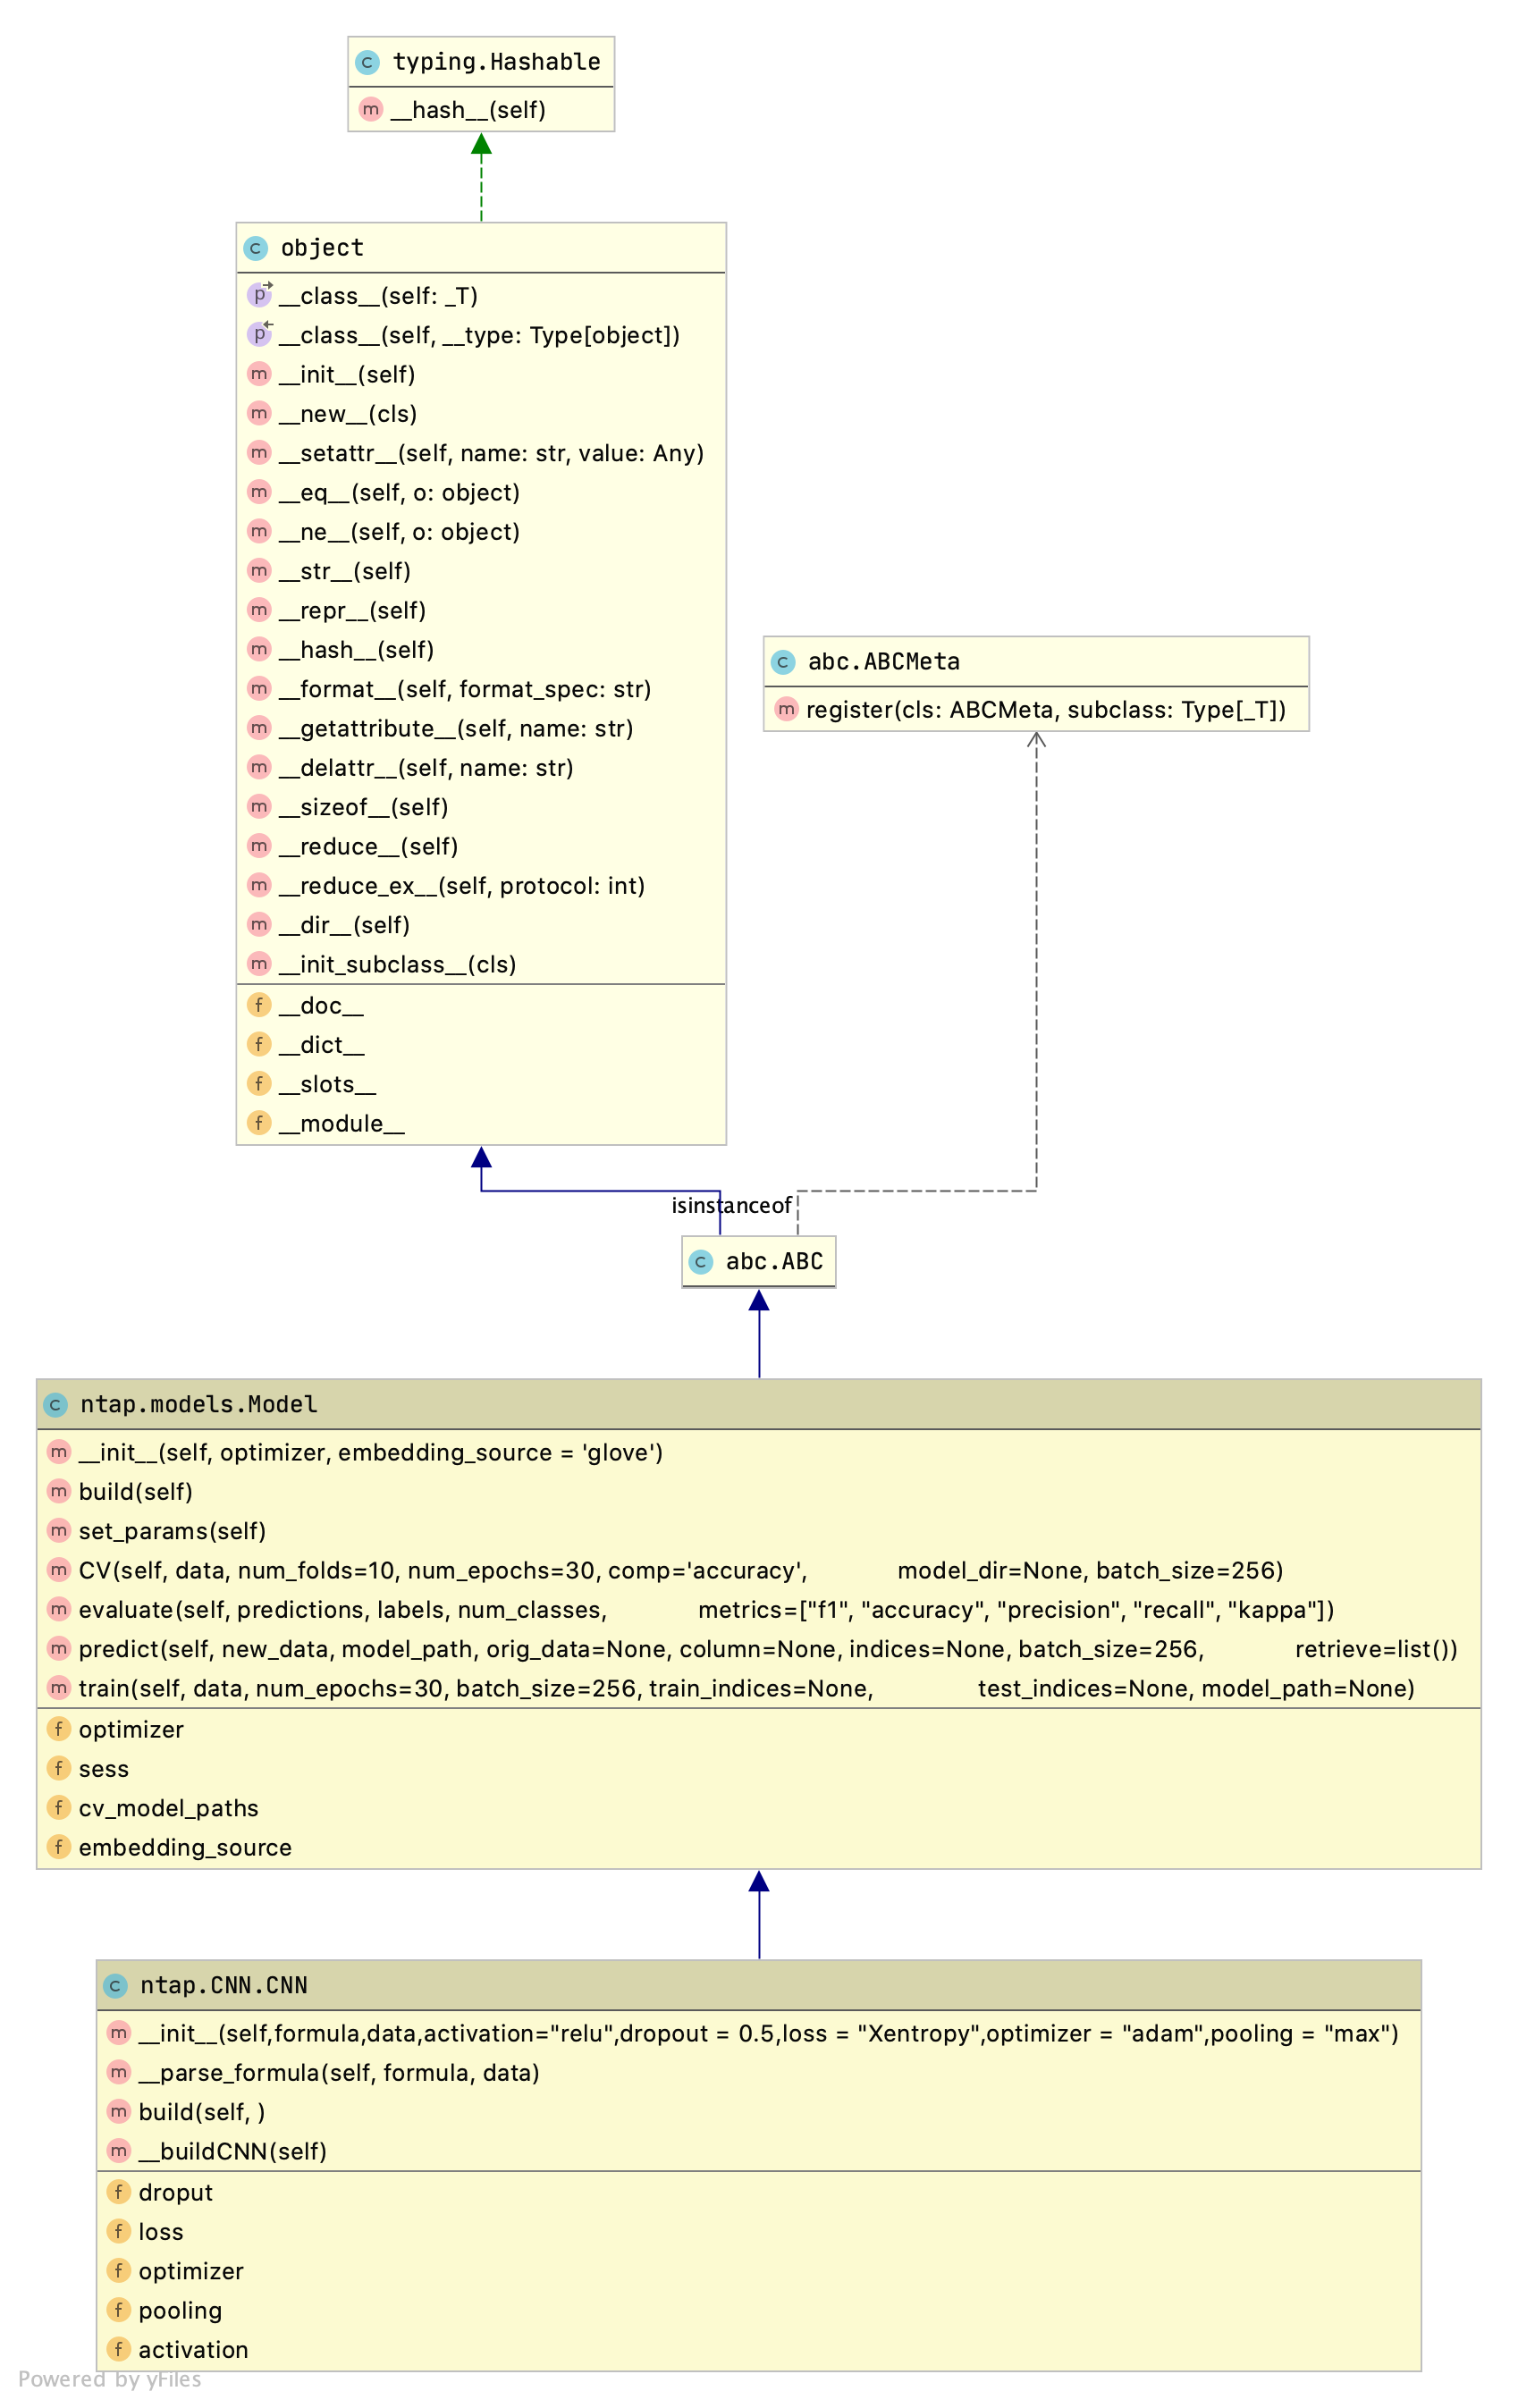 C typing.Hashable
m __hash__(self)
C object
p __class__(self: _T)
p __class__(self, __type: Type[object])
m __init__(self)
m __new__(cls)
m __setattr__(self, name: str, value: Any)
m __eq__(self, o: object)
m __ne__(self, o: object)
m __str__(self)
m __repr__(self)
m __hash__(self)
m __format__(self, format_spec: str)
m __getattribute__(self, name: str)
m __delattr__(self, name: str)
m __sizeof__(self)
m __reduce__(self)
m __reduce_ex__(self, protocol: int)
m __dir__(self)
m __init_subclass__(cls)
f __doc__
f __dict__
f __slots__
f __module__
C abc.ABCMeta
m register(cls: ABCMeta, subclass: Type[_T])
isinstanceof
C abc.ABC
C ntap.models.Model
m __init__(self, optimizer, embedding_source = 'glove')
m build(self)
m set_params(self)
m CV(self, data, num_folds=10, num_epochs=30, comp='accuracy', model_dir=None, batch_size=256)
m evaluate(self, predictions, labels, num_classes, metrics=["f1", "accuracy", "precision", "recall", "kappa"])
m predict(self, new_data, model_path, orig_data=None, column=None, indices=None, batch_size=256, retrieve=list())
m train(self, data, num_epochs=30, batch_size=256, train_indices=None, test_indices=None, model_path=None)
f optimizer
f sess
f cv_model_paths
f embedding_source
C ntap.CNN.CNN
m __init__(self,formula,data,activation="relu",dropout = 0.5,loss = "Xentropy",optimizer = "adam",pooling = "max")
m __parse_formula(self, formula, data)
m build(self, )
m __buildCNN(self)
f droput
f loss
f optimizer
f pooling
f activation
Powered by yFiles